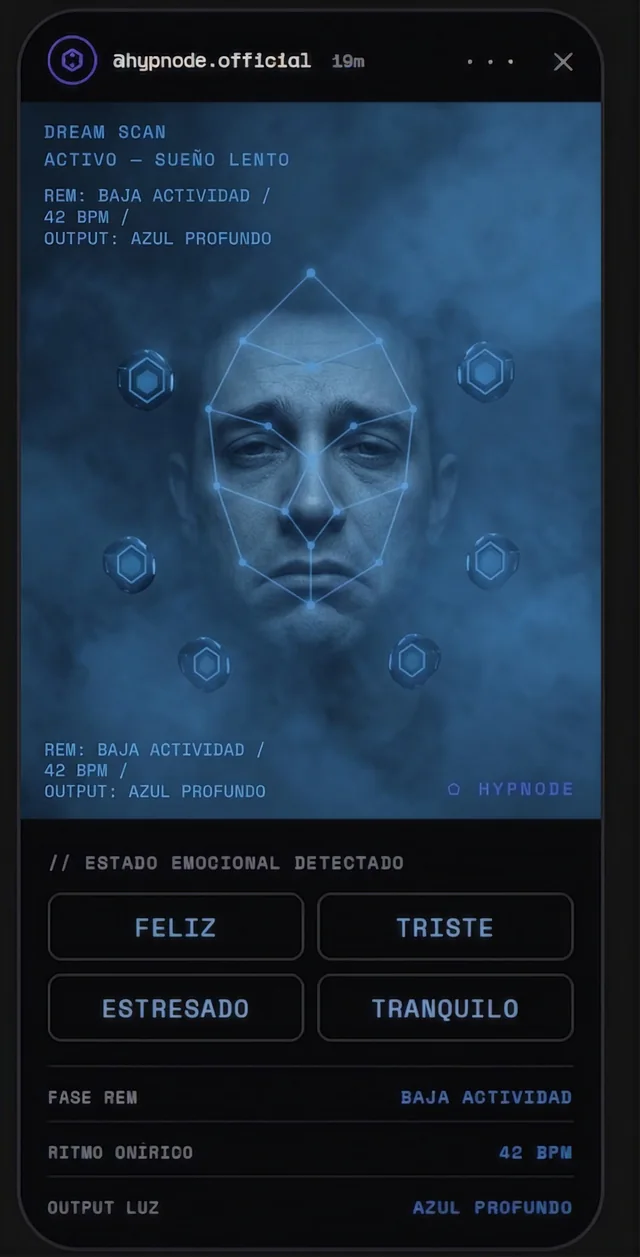 @hypnode.official 19m
DREAM SCAN
ACTIVO — SUEÑO LENTO
REM: BAJA ACTIVIDAD /
42 BPM /
OUTPUT: AZUL PROFUNDO
REM: BAJA ACTIVIDAD /
42 BPM /
OUTPUT: AZUL PROFUNDO
HYPNODE
// ESTADO EMOCIONAL DETECTADO
FELIZ TRISTE
ESTRESADO TRANQUILO
FASE REM BAJA ACTIVIDAD
RITMO ONÍRICO 42 BPM
OUTPUT LUZ AZUL PROFUNDO